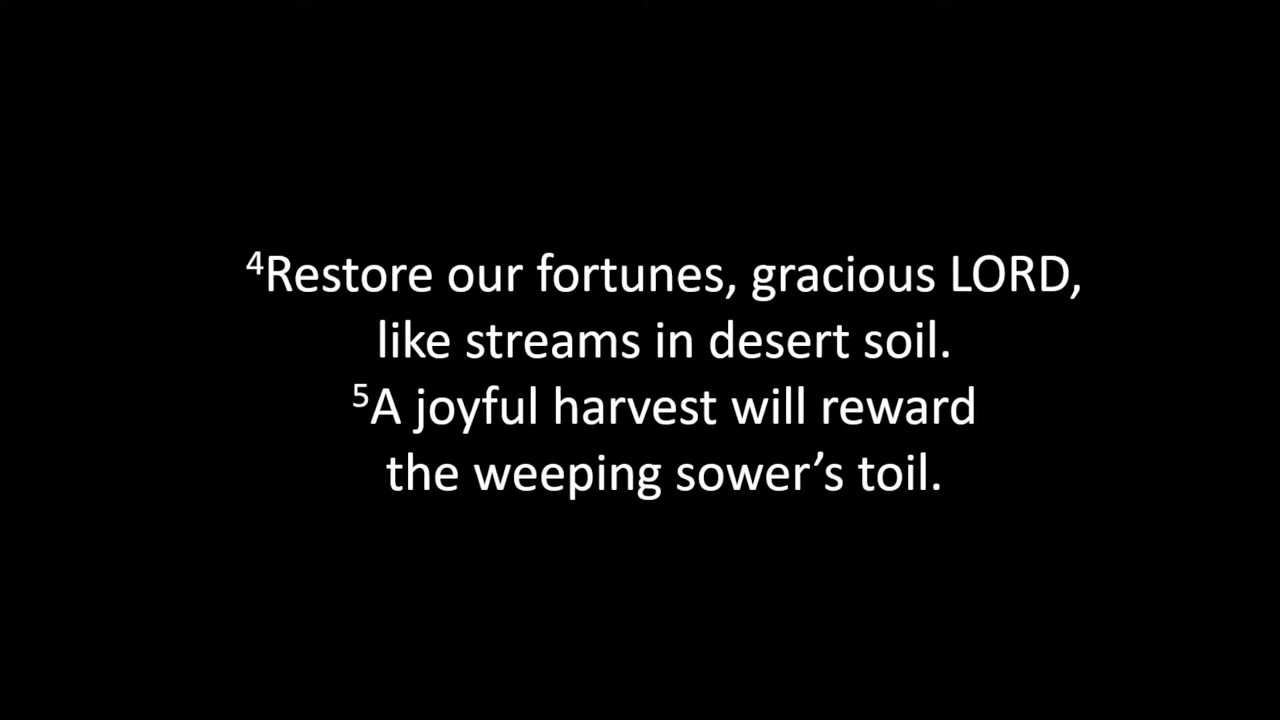 ⁴Restore our fortunes, gracious LORD,
like streams in desert soil.
⁵A joyful harvest will reward
the weeping sower’s toil.